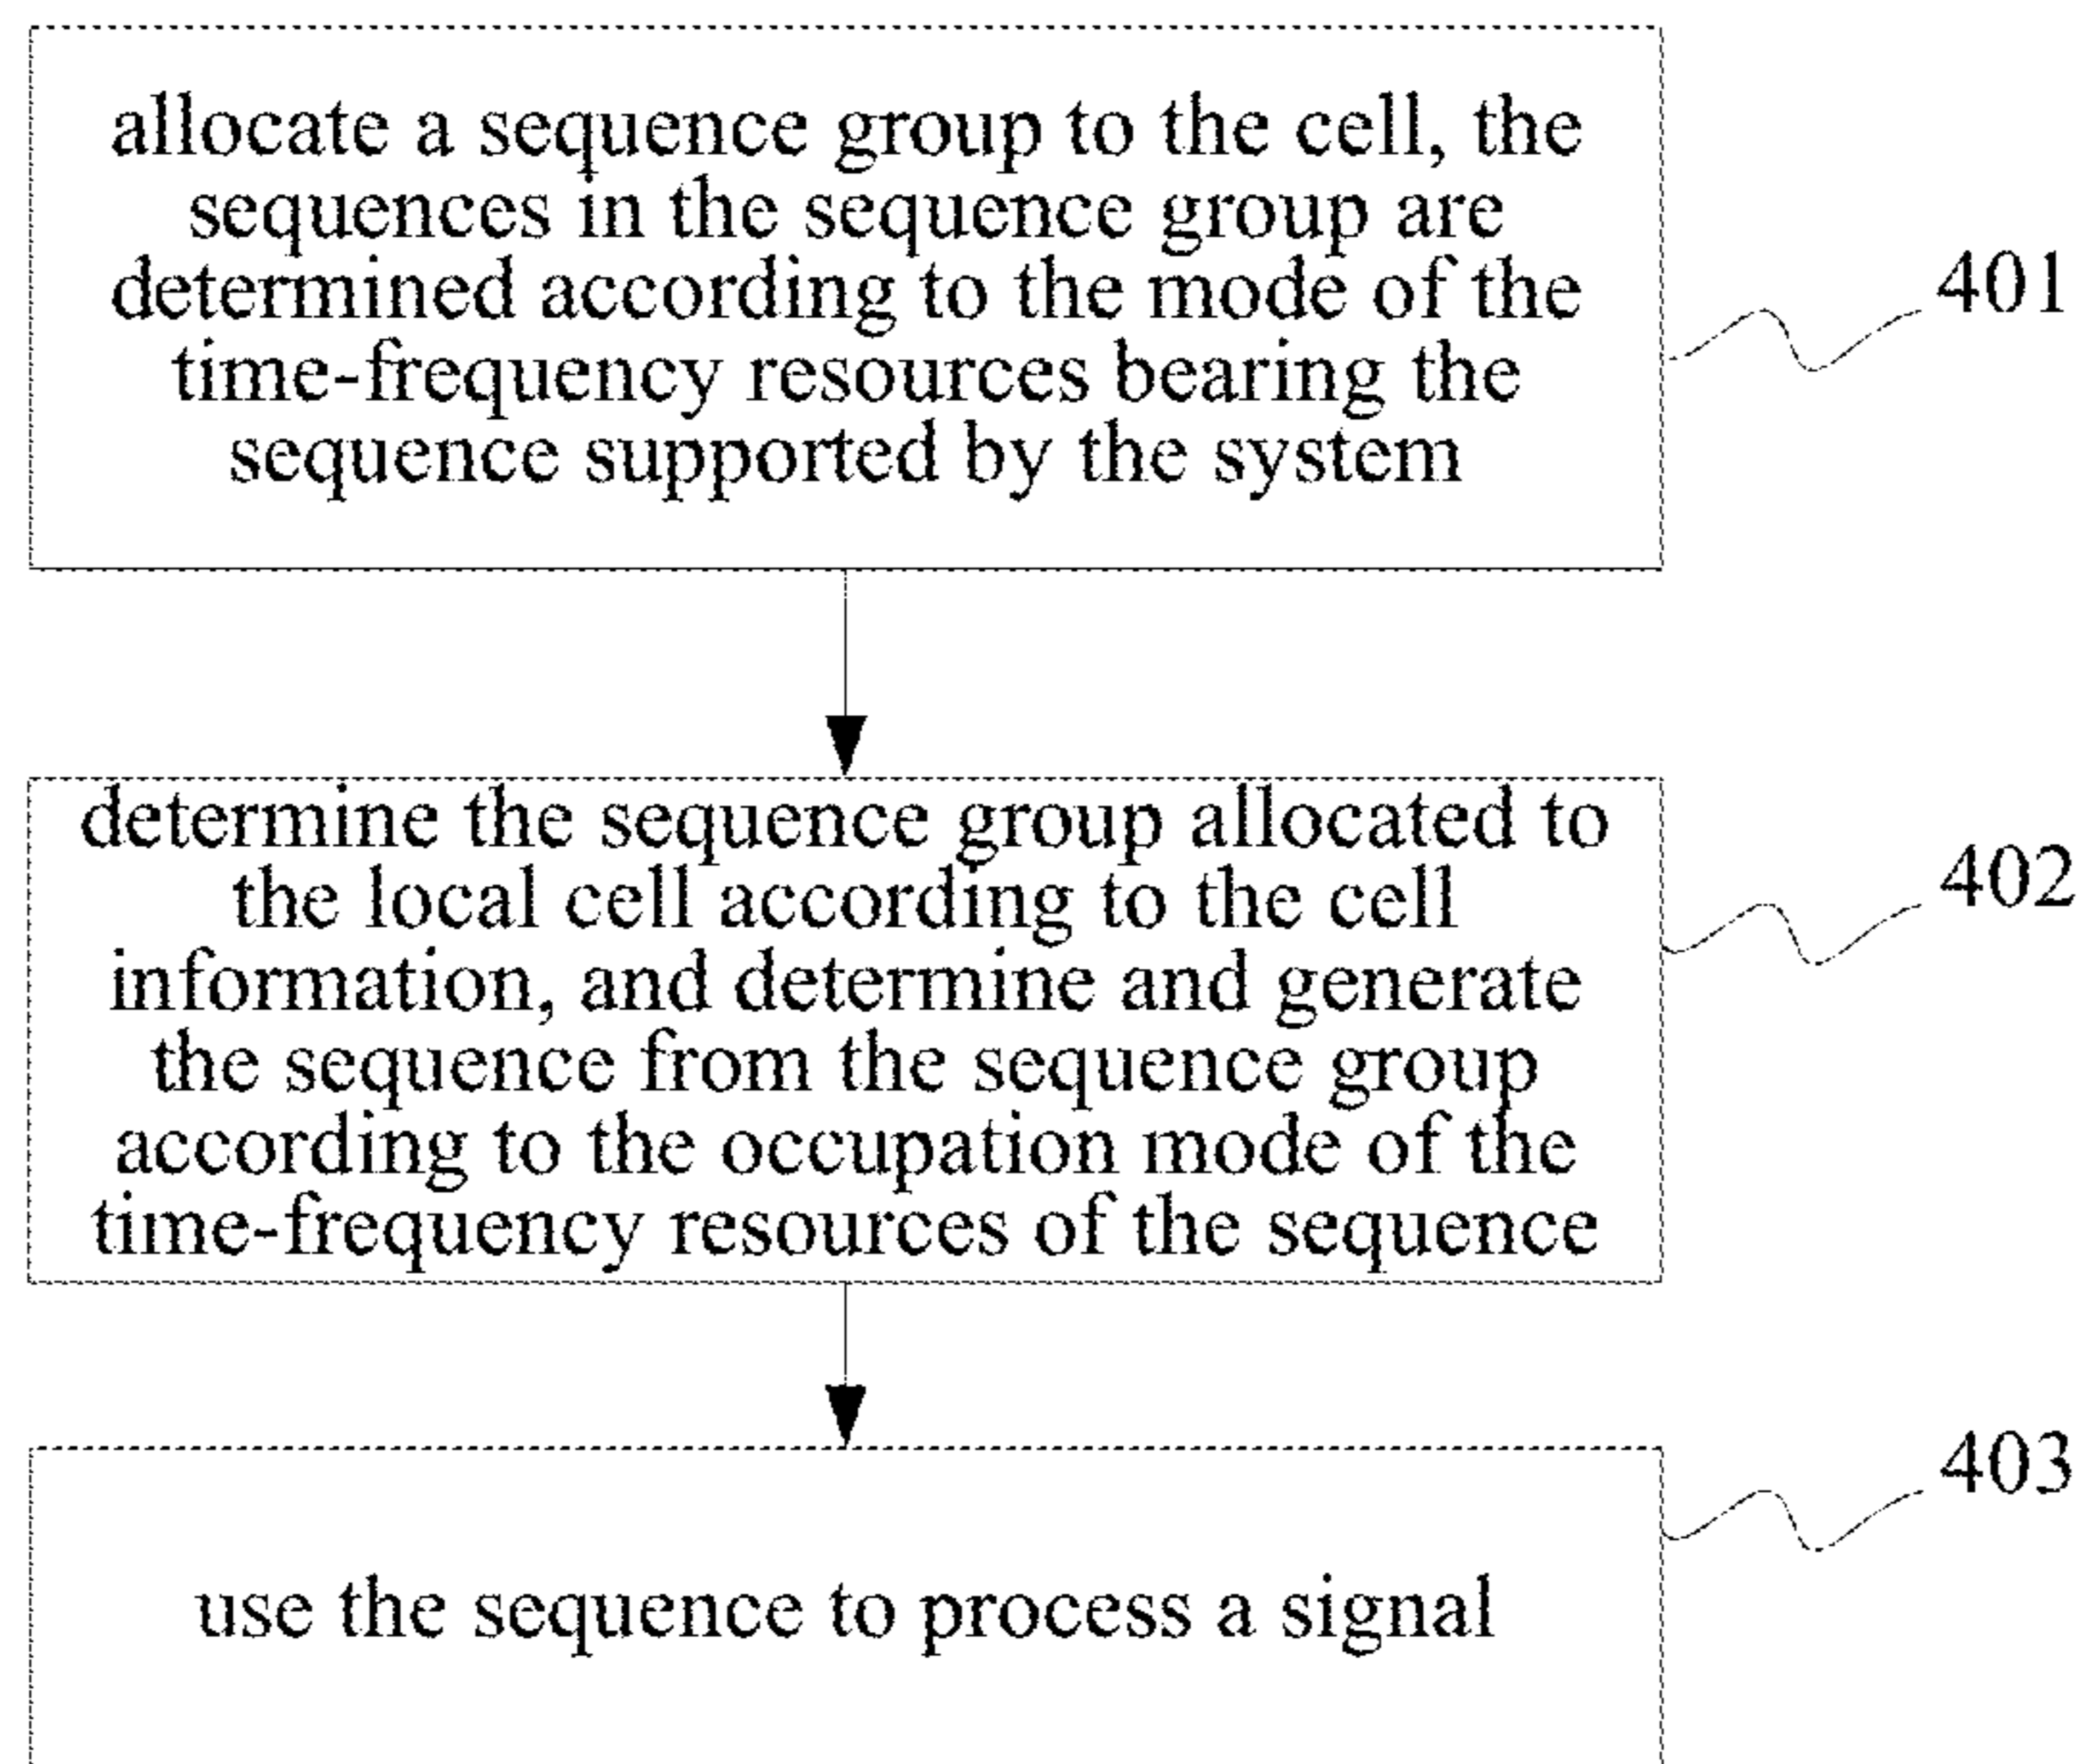 allocate a sequence group to the cell, the
sequences in the sequence group are
determined according to the mode of the
time-frequency resources bearing the
sequence supported by the system
401
determine the sequence group allocated to
the local cell according to the cell
information, and determine and generate
the sequence from the sequence group
according to the occupation mode of the
time-frequency resources of the sequence
402
403
use the sequence to process a signal